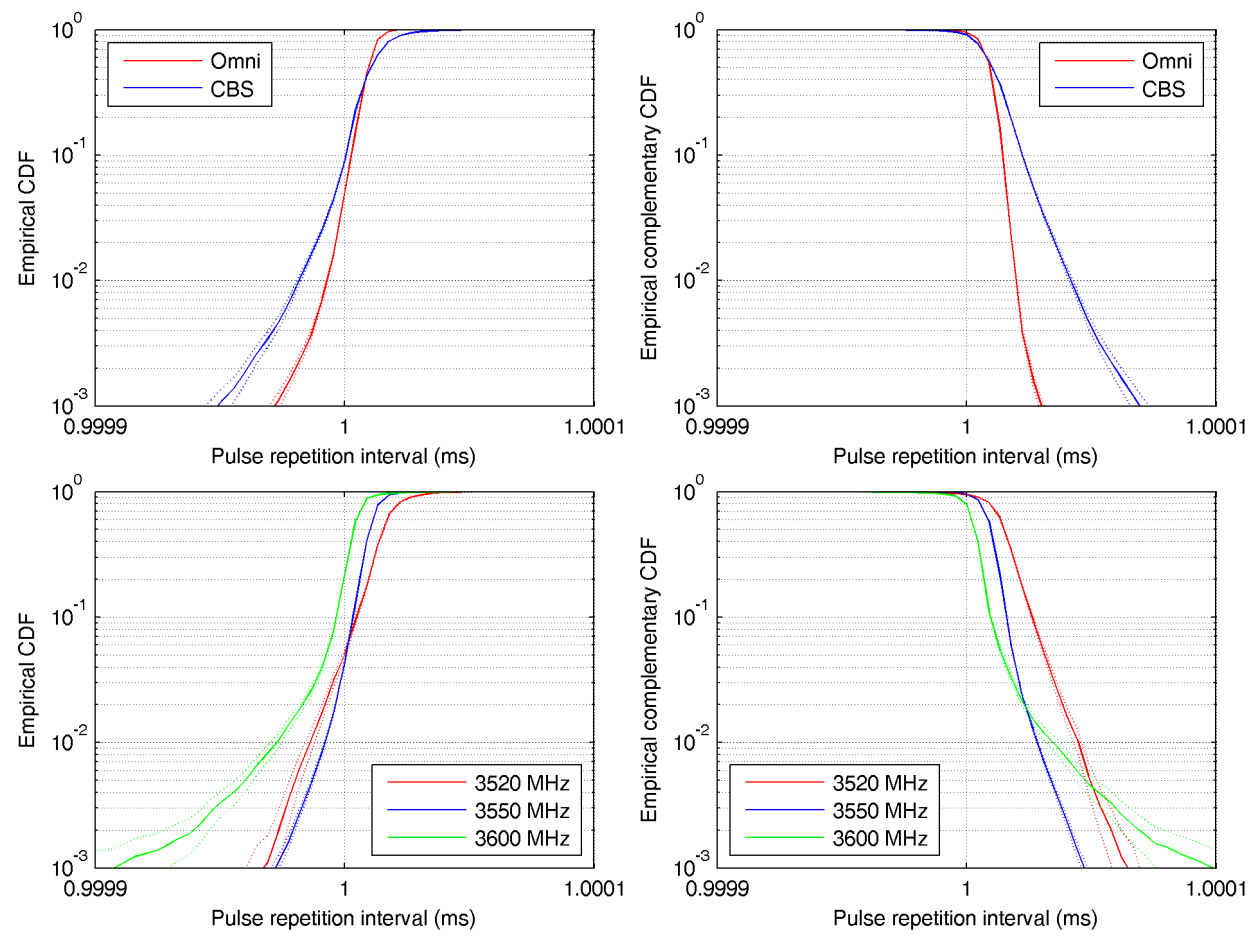 Empirical CDF
10^0
10^-1
10^-2
10^-3
Omni
CBS
0.9999
1
1.0001
Pulse repetition interval (ms)
Empirical complementary CDF
10^0
10^-1
10^-2
10^-3
Omni
CBS
0.9999
1
1.0001
Pulse repetition interval (ms)
Empirical CDF
10^0
10^-1
10^-2
10^-3
3520 MHz
3550 MHz
3600 MHz
0.9999
1
1.0001
Pulse repetition interval (ms)
Empirical complementary CDF
10^0
10^-1
10^-2
10^-3
3520 MHz
3550 MHz
3600 MHz
0.9999
1
1.0001
Pulse repetition interval (ms)